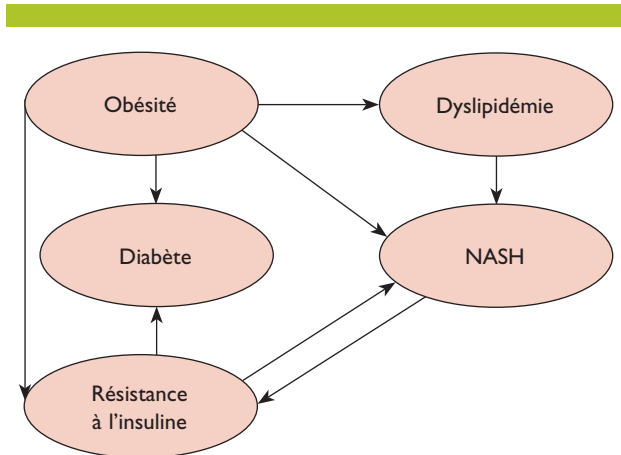 Obésité
Dyslipidémie
Diabète
NASH
Résistance
à l'insuline